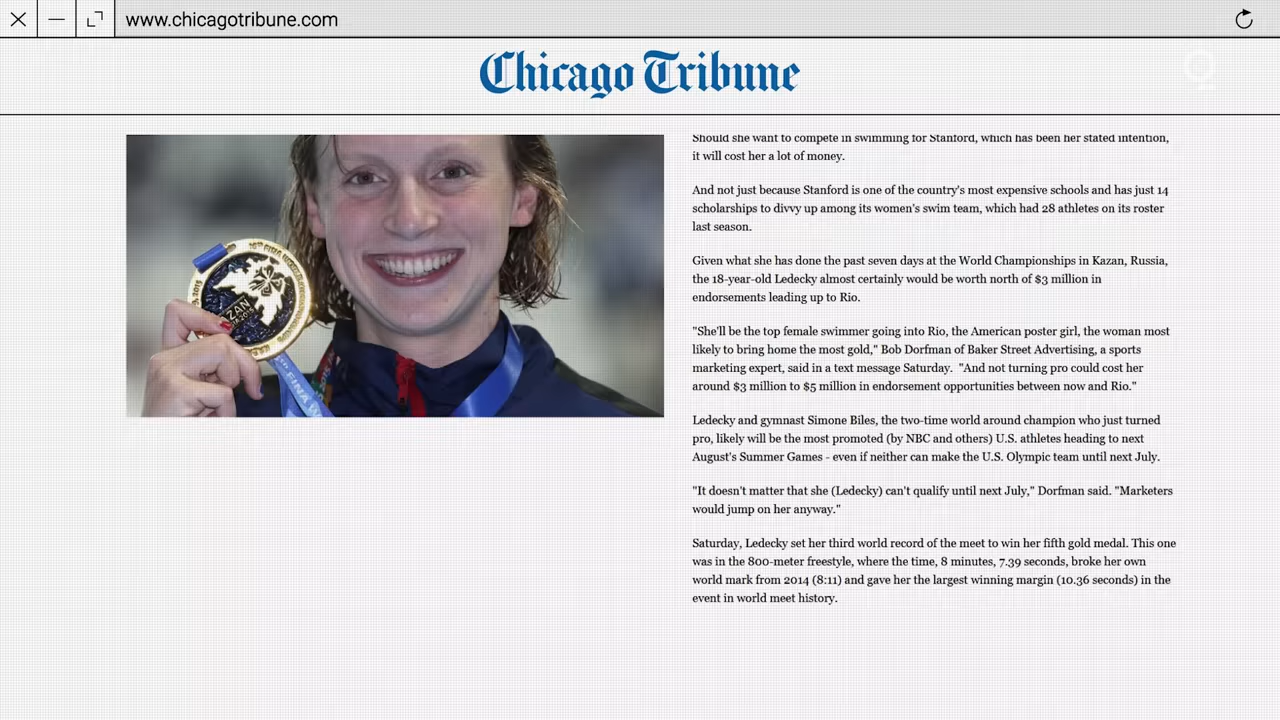 www.chicagotribune.com
Chicago Tribune
Should she want to compete in swimming for Stanford, which has been her stated intention,
it will cost her a lot of money.
And not just because Stanford is one of the country's most expensive schools and has just 14
scholarships to divvy up among its women's swim team, which had 28 athletes on its roster
last season.
Given what she has done the past seven days at the World Championships in Kazan, Russia,
the 18-year-old Ledecky almost certainly would be worth north of $3 million in
endorsements leading up to Rio.
"She'll be the top female swimmer going into Rio, the American poster girl, the woman most
likely to bring home the most gold," Bob Dorfman of Baker Street Advertising, a sports
marketing expert, said in a text message Saturday. "And not turning pro could cost her
around $3 million to $5 million in endorsement opportunities between now and Rio."
Ledecky and gymnast Simone Biles, the two-time world around champion who just turned
pro, likely will be the most promoted (by NBC and others) U.S. athletes heading to next
August's Summer Games - even if neither can make the U.S. Olympic team until next July.
"It doesn't matter that she (Ledecky) can't qualify until next July," Dorfman said. "Marketers
would jump on her anyway."
Saturday, Ledecky set her third world record of the meet to win her fifth gold medal. This one
was in the 800-meter freestyle, where the time, 8 minutes, 7.39 seconds, broke her own
world mark from 2014 (8:11) and gave her the largest winning margin (10.36 seconds) in the
event in world meet history.